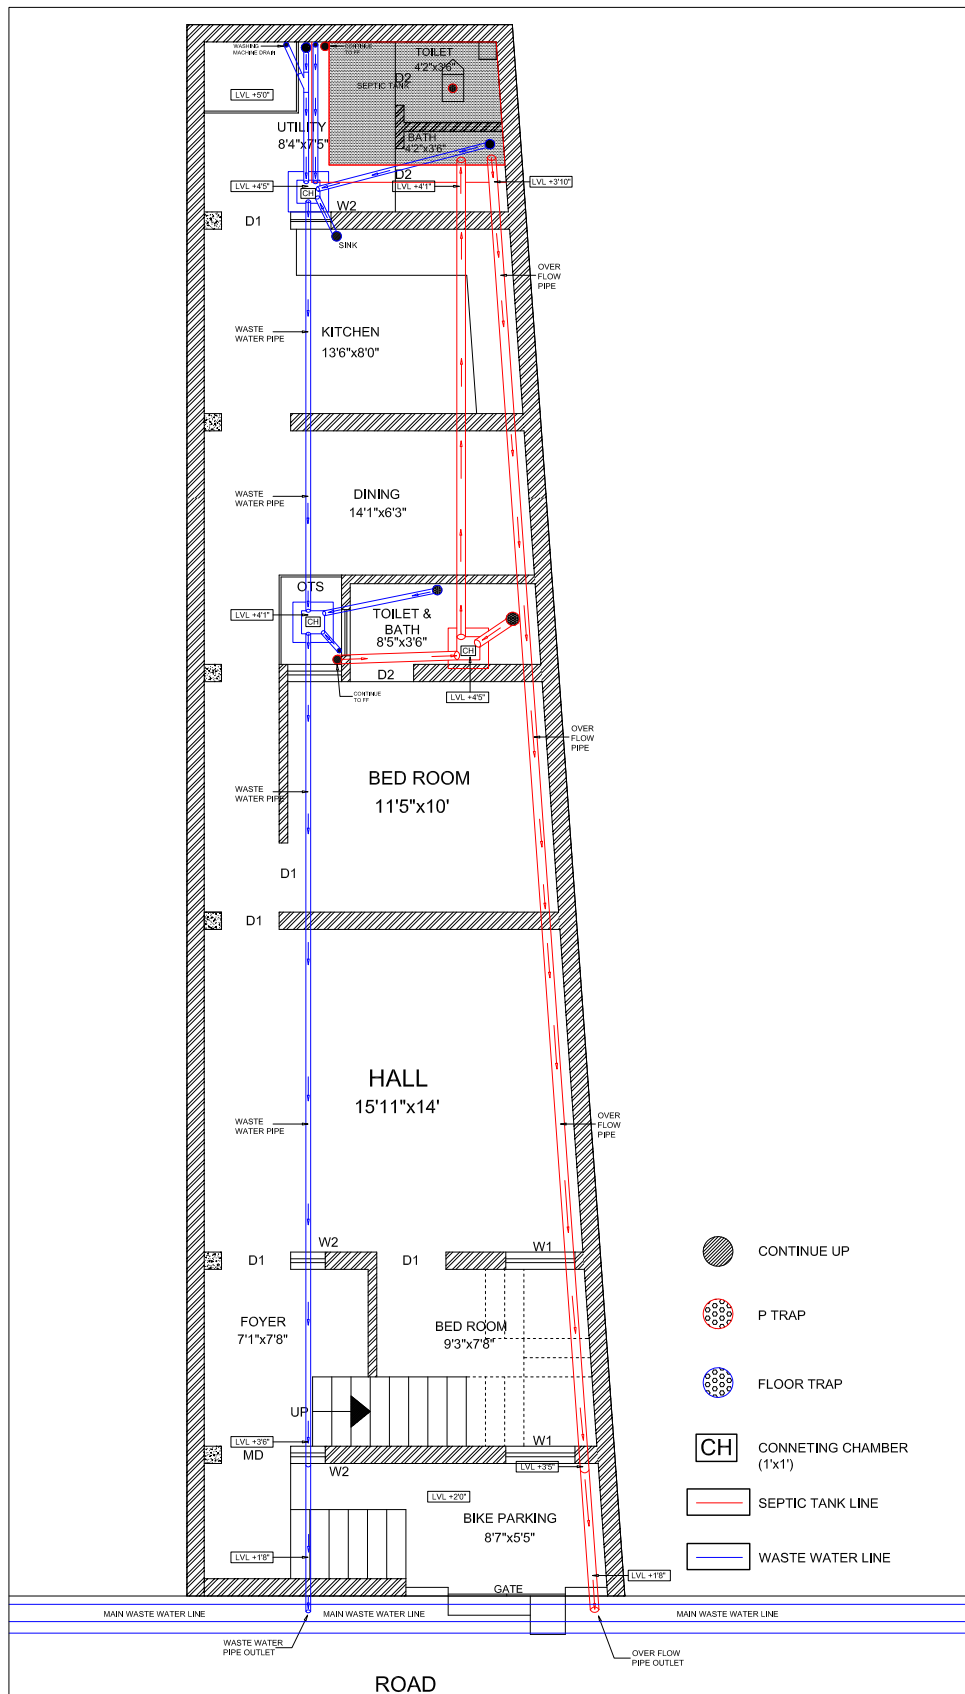 WASHING
MACHINE DRAIN
CONTINUE
TO FF
TOILET
4'2"x3'6"
D2
SEPTIC TANK
LVL +5'0"
UTILITY
8'4"x7'5"
BATH
4'2"x3'6"
D2
LVL +4'5"
CH
LVL +4'1"
LVL +3'10"
W2
D1
SINK
OVER
FLOW
PIPE
WASTE
WATER PIPE
KITCHEN
13'6"x8'0"
WASTE
WATER PIPE
DINING
14'1"x6'3"
OTS
LVL +4'1"
CH
TOILET &
BATH
8'5"x3'6"
CH
D2
CONTINUE
TO FF
LVL +4'5"
OVER
FLOW
PIPE
BED ROOM
11'5"x10'
WASTE
WATER PIPE
D1
D1
HALL
15'11"x14'
WASTE
WATER PIPE
OVER
FLOW
PIPE
W2
W1
D1
D1
FOYER
7'1"x7'8"
BED ROOM
9'3"x7'8"
UP
LVL +3'6"
MD
W1
W2
LVL +3'5"
LVL +2'0"
BIKE PARKING
8'7"x5'5"
LVL +1'8"
LVL +1'8"
GATE
MAIN WASTE WATER LINE
MAIN WASTE WATER LINE
MAIN WASTE WATER LINE
WASTE WATER
PIPE OUTLET
OVER FLOW
PIPE OUTLET
ROAD
CONTINUE UP
P TRAP
FLOOR TRAP
CH
CONNETING CHAMBER
(1'x1')
SEPTIC TANK LINE
WASTE WATER LINE